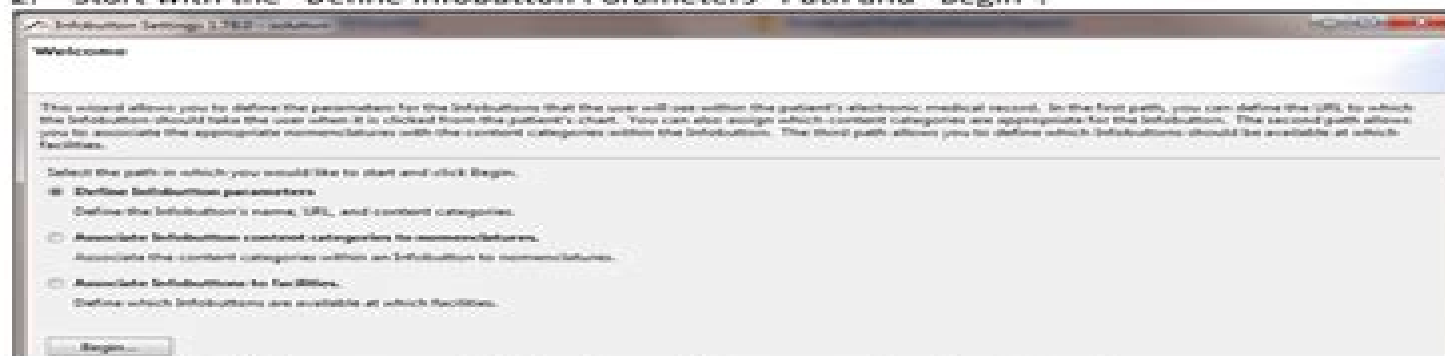 2. Start with the "Define Infobutton Parameters" Path and "Begin".
Infobutton Settings 1.78.0 - solution
Welcome
This wizard allows you to define the parameters for the Infobuttons that the user will see within the patient's electronic medical record. In the first path, you can define the URL to which
the Infobutton should take the user when it is clicked from the patient's chart. You can also assign which content categories are appropriate for the Infobutton. The second path allows
you to associate the appropriate nomenclatures with the content categories within the Infobutton. The third path allows you to define which Infobuttons should be available at which
facilities.
Select the path in which you would like to start and click Begin.
Define Infobutton parameters
Define the Infobutton's name, URL, and content categories.
Associate Infobutton content categories to nomenclatures.
Associate the content categories within an Infobutton to nomenclatures.
Associate Infobuttons to facilities.
Define which Infobuttons are available at which facilities.
Begin...